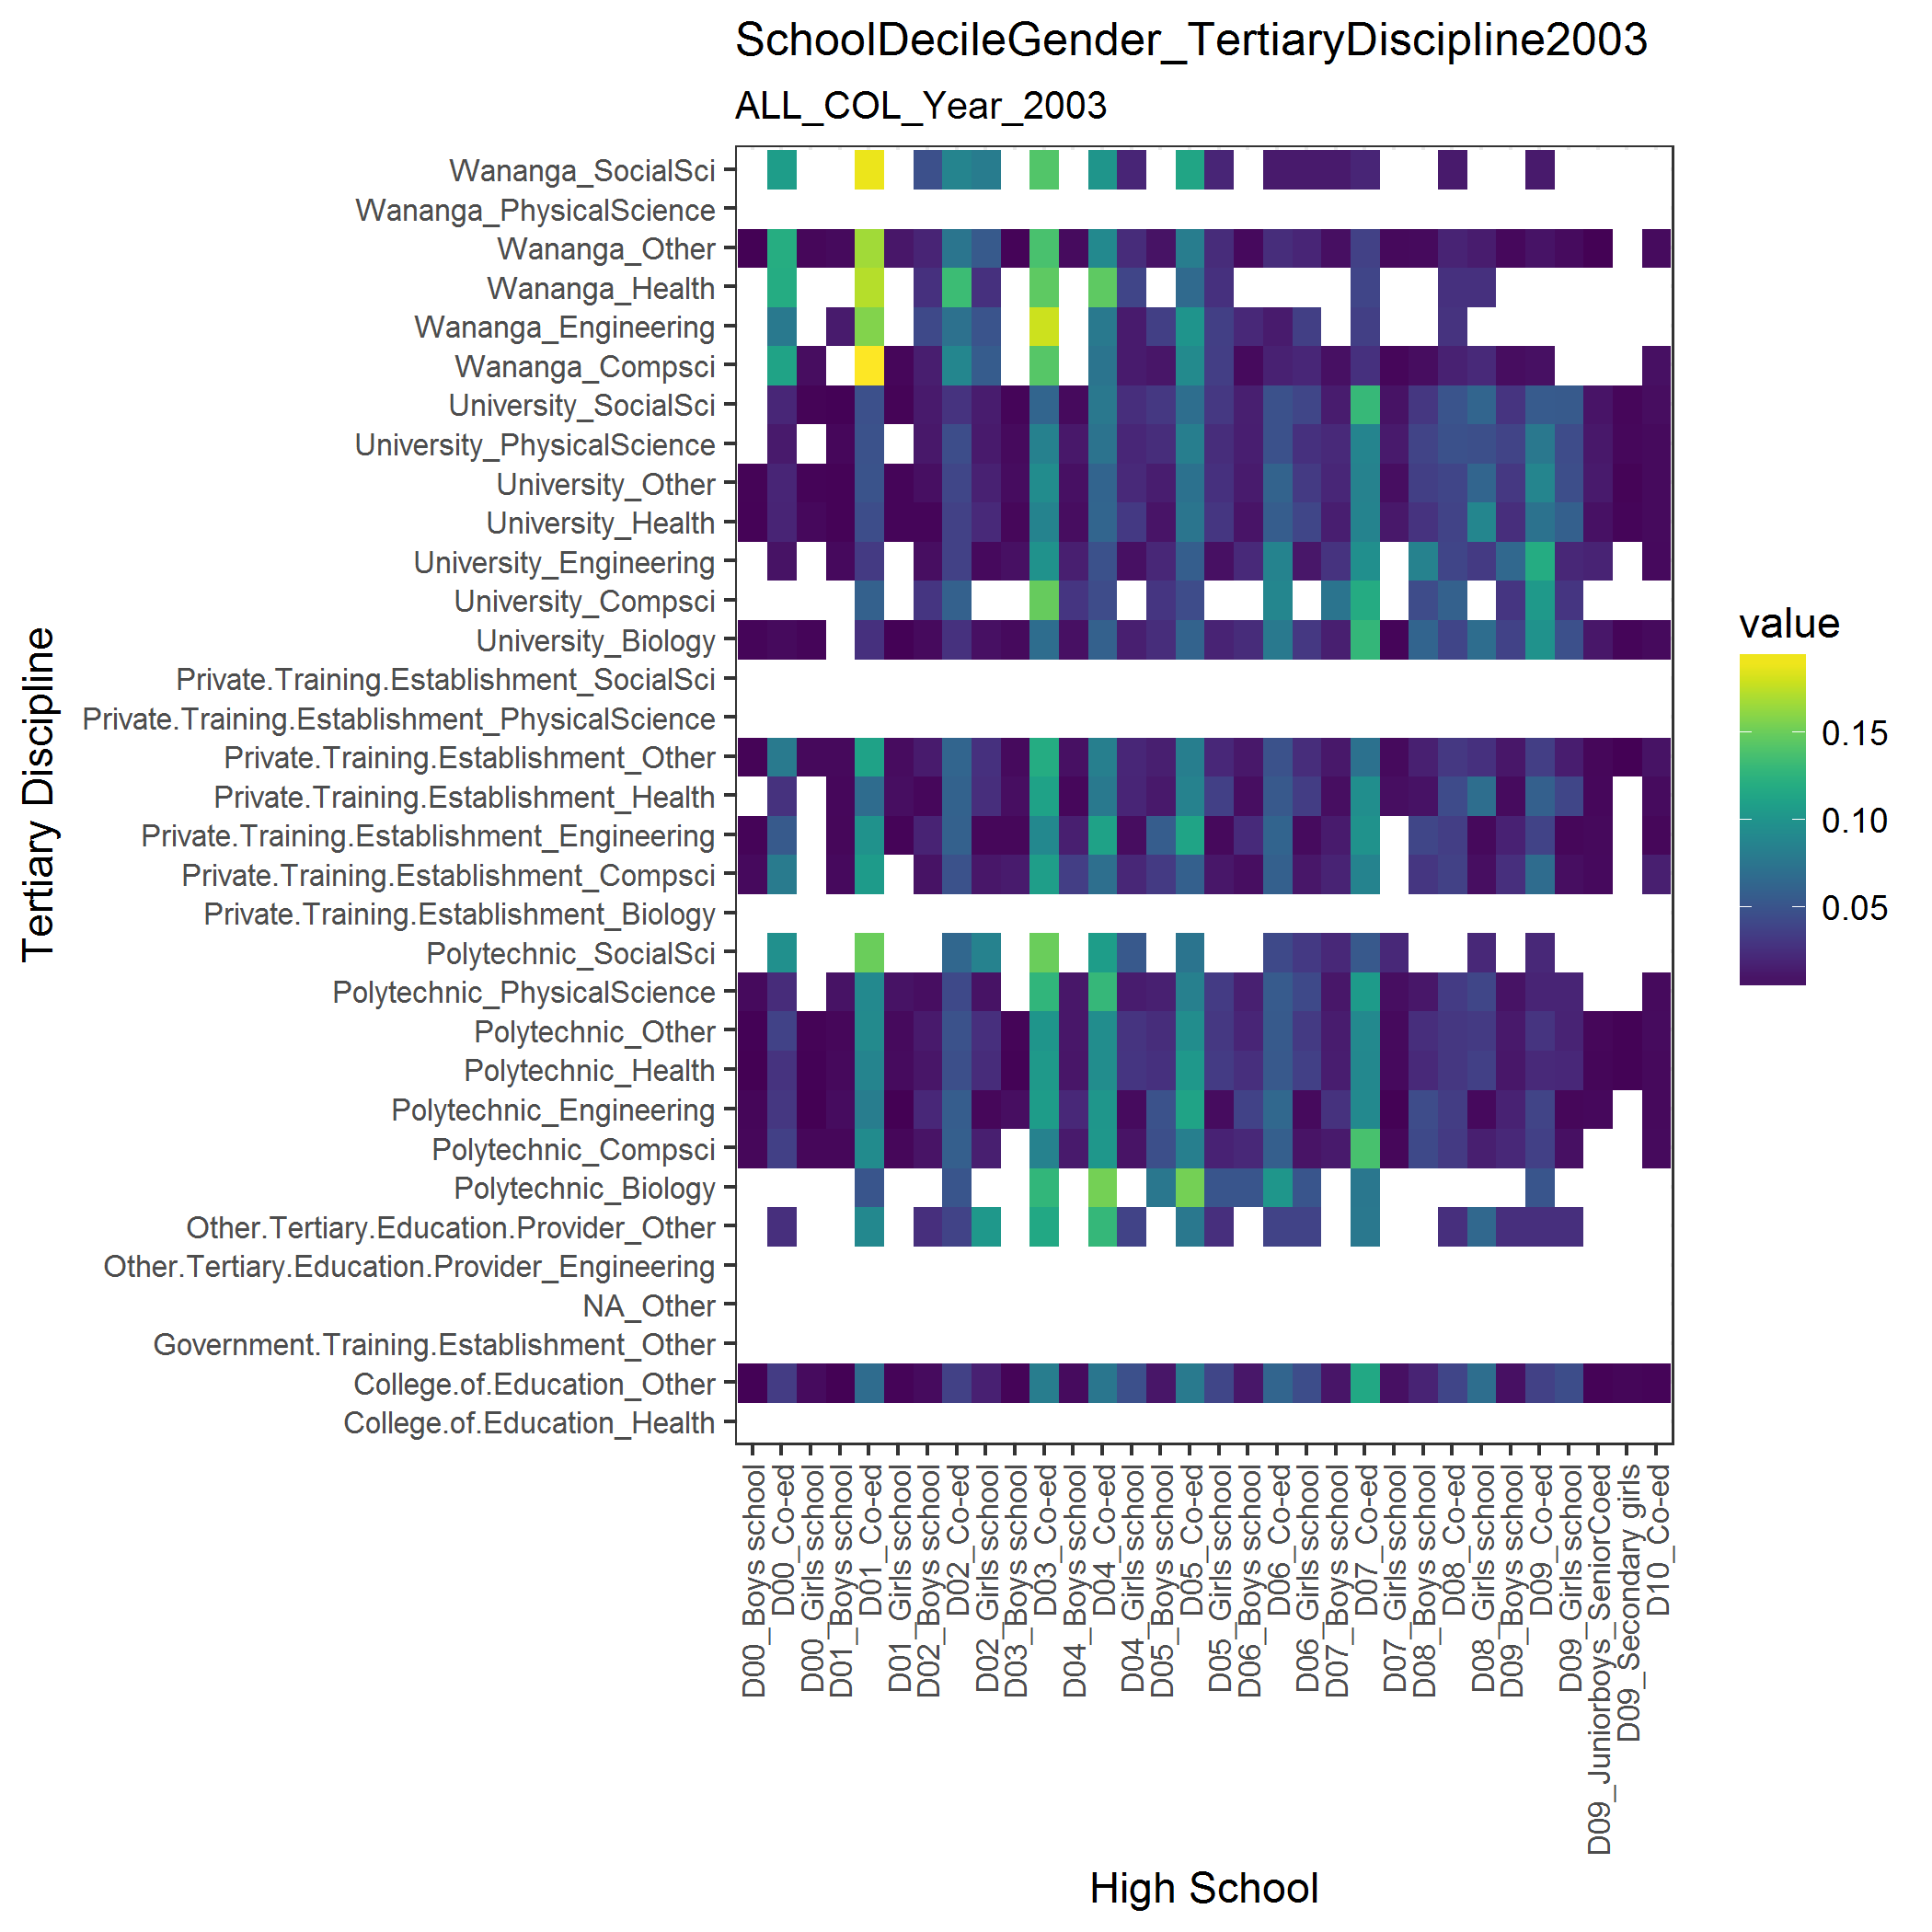 SchoolDecileGender_TertiaryDiscipline2003
ALL_COL_Year_2003
Tertiary Discipline
Wananga_SocialSci
Wananga_PhysicalScience
Wananga_Other
Wananga_Health
Wananga_Engineering
Wananga_Compsci
University_SocialSci
University_PhysicalScience
University_Other
University_Health
University_Engineering
University_Compsci
University_Biology
Private.Training.Establishment_SocialSci
Private.Training.Establishment_PhysicalScience
Private.Training.Establishment_Other
Private.Training.Establishment_Health
Private.Training.Establishment_Engineering
Private.Training.Establishment_Compsci
Private.Training.Establishment_Biology
Polytechnic_SocialSci
Polytechnic_PhysicalScience
Polytechnic_Other
Polytechnic_Health
Polytechnic_Engineering
Polytechnic_Compsci
Polytechnic_Biology
Other.Tertiary.Education.Provider_Other
Other.Tertiary.Education.Provider_Engineering
NA_Other
Government.Training.Establishment_Other
College.of.Education_Other
College.of.Education_Health
D00_Boys school
D00_Co-ed
D00_Girls school
D01_Boys school
D01_Co-ed
D01_Girls school
D02_Boys school
D02_Co-ed
D02_Girls school
D03_Boys school
D03_Co-ed
D04_Boys school
D04_Co-ed
D04_Girls school
D05_Boys school
D05_Co-ed
D05_Girls school
D06_Boys school
D06_Co-ed
D06_Girls school
D07_Boys school
D07_Co-ed
D07_Girls school
D08_Boys school
D08_Co-ed
D08_Girls school
D09_Boys school
D09_Co-ed
D09_Girls school
D09_Juniorboys_SeniorCoed
D09_Secondary girls
D10_Co-ed
High School
value
0.15
0.10
0.05